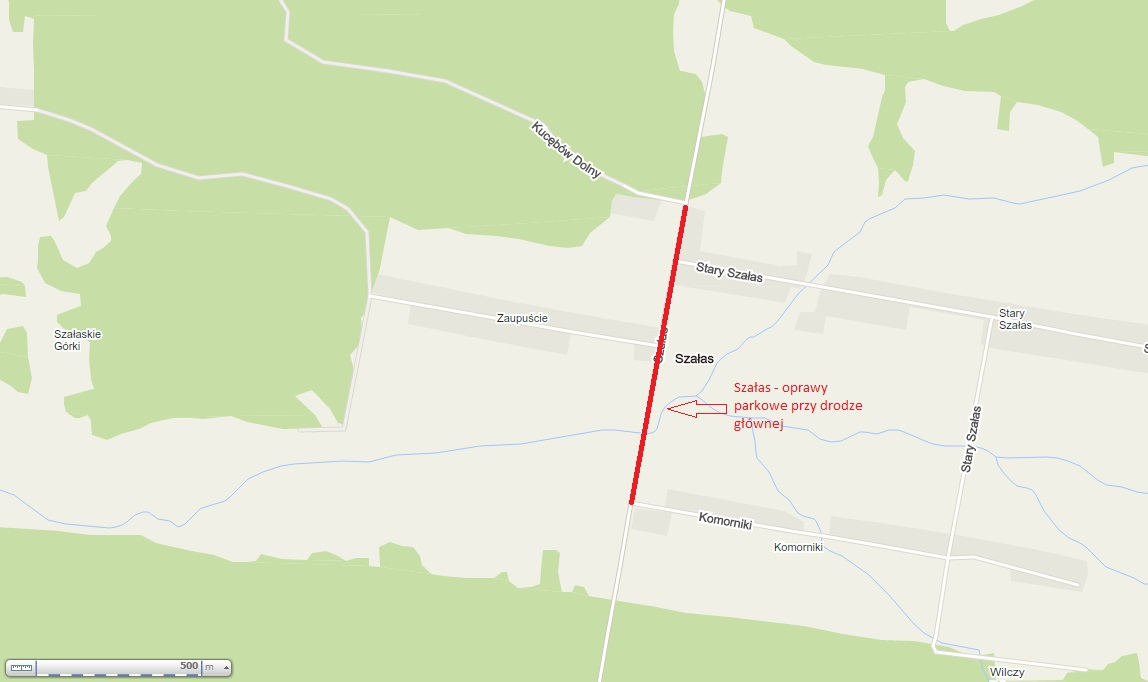 Kucębów Dolny
Stary Szałas
Zaupuście
Stary
Szałas
Szałaskie
Górki
Szałas
Szałas
Szałas - oprawy
parkowe przy drodze
głównej
Stary Szałas
Komorniki
Komorniki
500 m
Wilczy